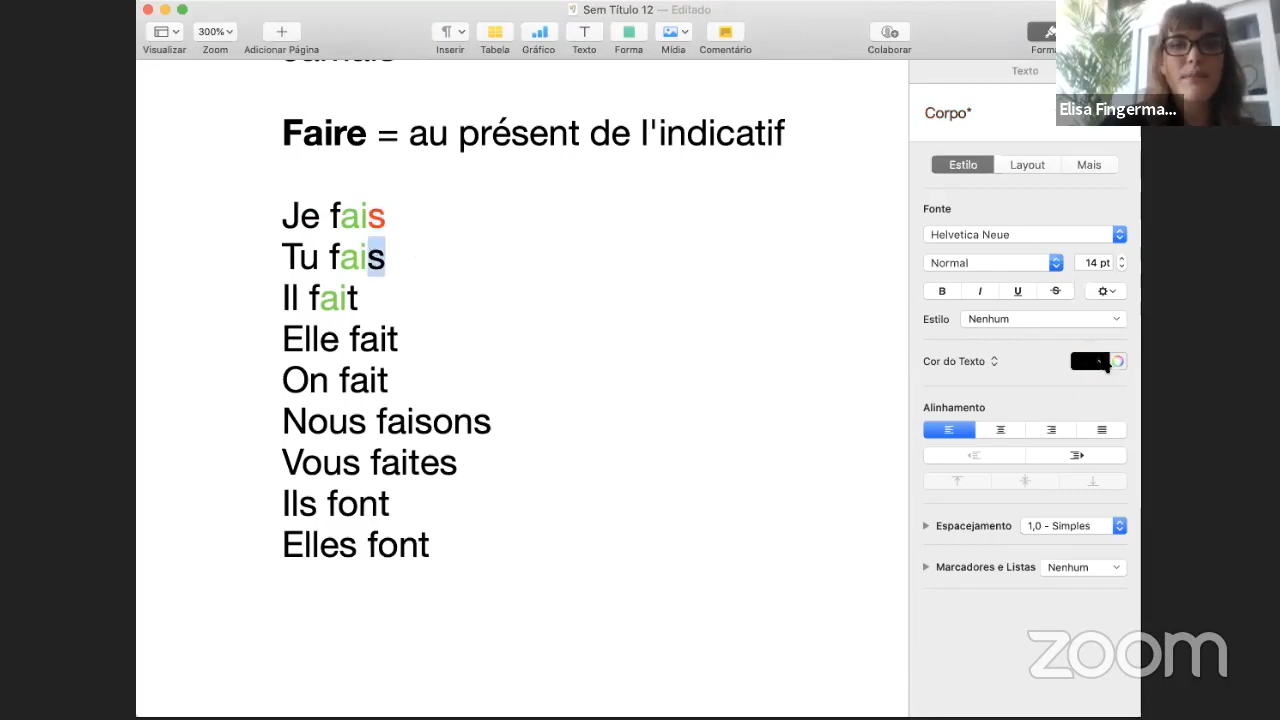 Sem Título 12 — Editado
300%
Visualizar Zoom Adicionar Página Inserir Tabela Gráfico Texto Forma Mídia Comentário Colaborar
Texto
Elisa Fingerma...
Corpo*
Faire = au présent de l'indicatif
Je fais
Tu fais
Il fait
Elle fait
On fait
Nous faisons
Vous faites
Ils font
Elles font
Estilo Layout Mais
Fonte
Helvetica Neue
Normal 14 pt
B I U S
Estilo Nenhum
Cor do Texto
Alinhamento
Espacejamento 1,0 - Simples
Marcadores e Listas Nenhum
zoom